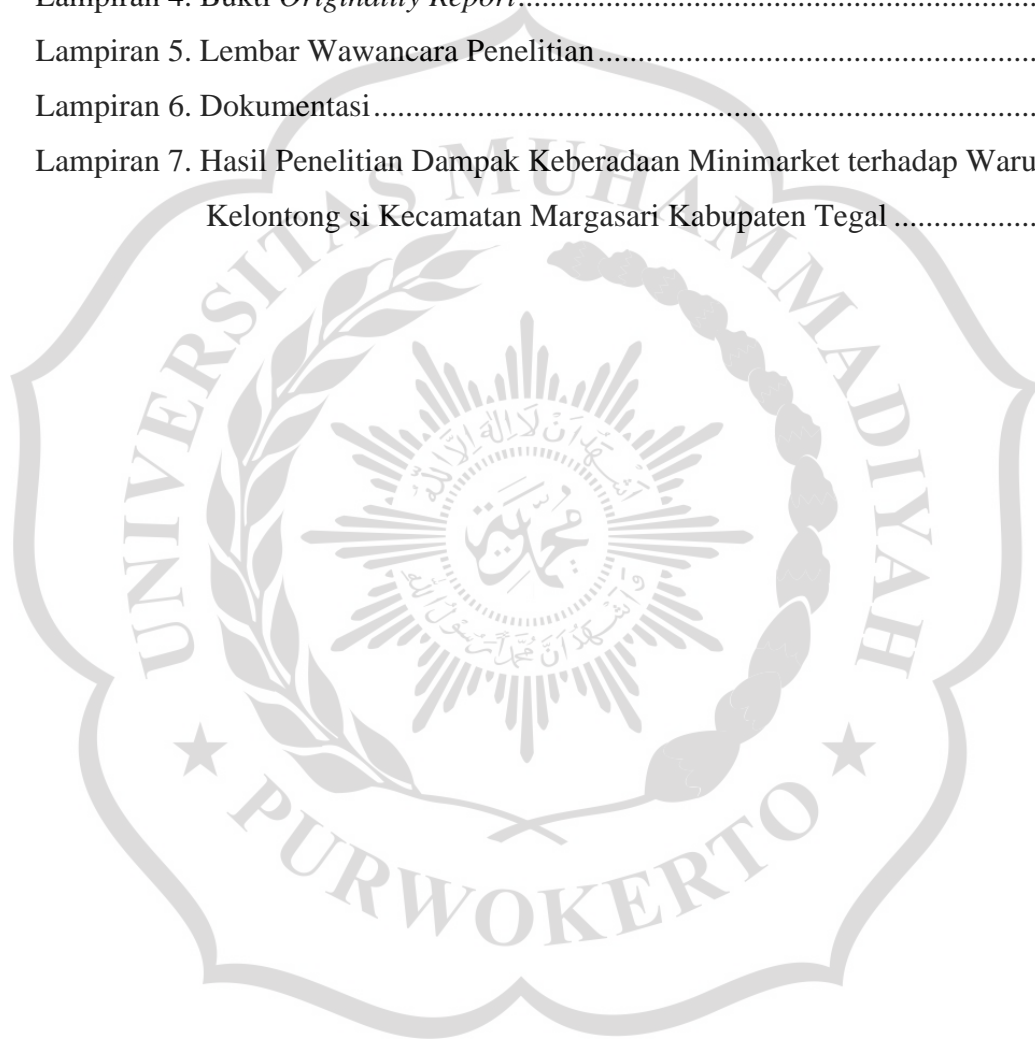 Lampiran 4. Bukti Originality Report
Lampiran 5. Lembar Wawancara Penelitian
Lampiran 6. Dokumentasi
Lampiran 7. Hasil Penelitian Dampak Keberadaan Minimarket terhadap Waru
Kelontong si Kecamatan Margasari Kabupaten Tegal
UNIVERSITAS MUHAMMADIYAH
★ PURWOKERTO ★